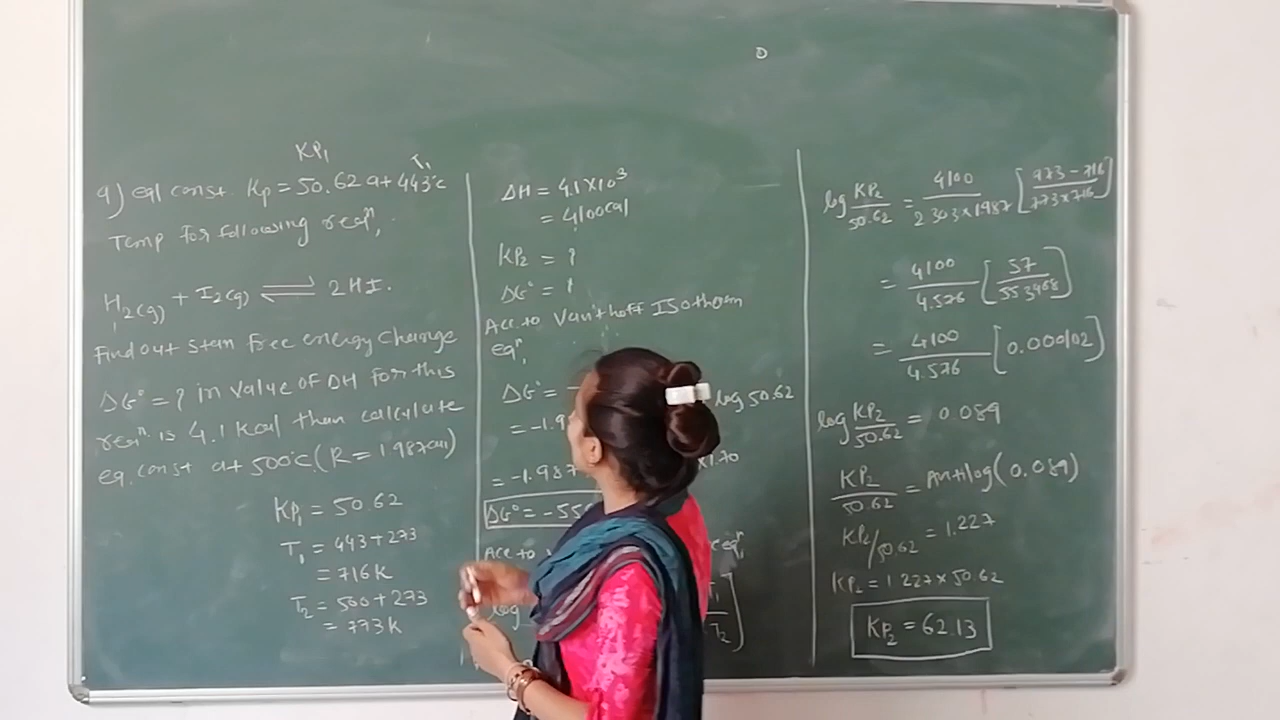 KP₁
T₁
9) eql const. Kp = 50.62 at 443°c
Temp for following reqⁿ,
H₂(g) + I₂(g) ⇌ 2HI.
Find out stan free energy change
ΔG° = ? in value of ΔH for this
reqⁿ is 4.1 Kcal then calculate
eq. const at 500°C (R = 1.987cal)
KP₁ = 50.62
T₁ = 443+273
= 716K
T₂ = 500+273
= 773K
ΔH = 4.1×10³
= 4100cal
KP₂ = ?
ΔG° = ?
Acc. to Van't hoff Isotherm
eqⁿ,
ΔG° = log 50.62
= -1.9
= -1.987 ×1.70
ΔG° = -55
Acc to eqⁿ,
log T₁ / T₂ ]
log KP₂/50.62 = 4100/2.303×1.987 [973-716/773×716]
= 4100/4.576 [57/553468]
= 4100/4.576 [0.000102]
log KP₂/50.62 = 0.089
KP₂/50.62 = Antilog(0.089)
KP₂/50.62 = 1.227
KP₂ = 1.227×50.62
KP₂ = 62.13